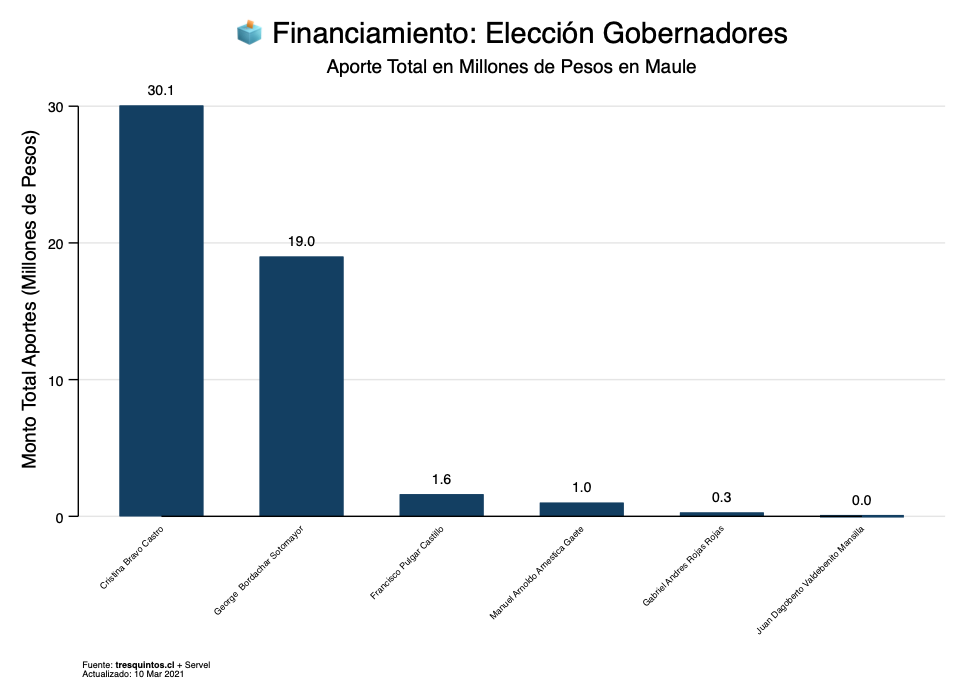 Financiamiento: Elección Gobernadores
Aporte Total en Millones de Pesos en Maule
Monto Total Aportes (Millones de Pesos)
30
20
10
0
30.1
19.0
1.6
1.0
0.3
0.0
Cristina Bravo Castro
George Bordachar Sotomayor
Francisco Pulgar Castillo
Manuel Arnoldo Amestica Gaete
Gabriel Andres Rojas Rojas
Juan Dagoberto Valdebenito Mansilla
Fuente: tresquintos.cl + Servel
Actualizado: 10 Mar 2021